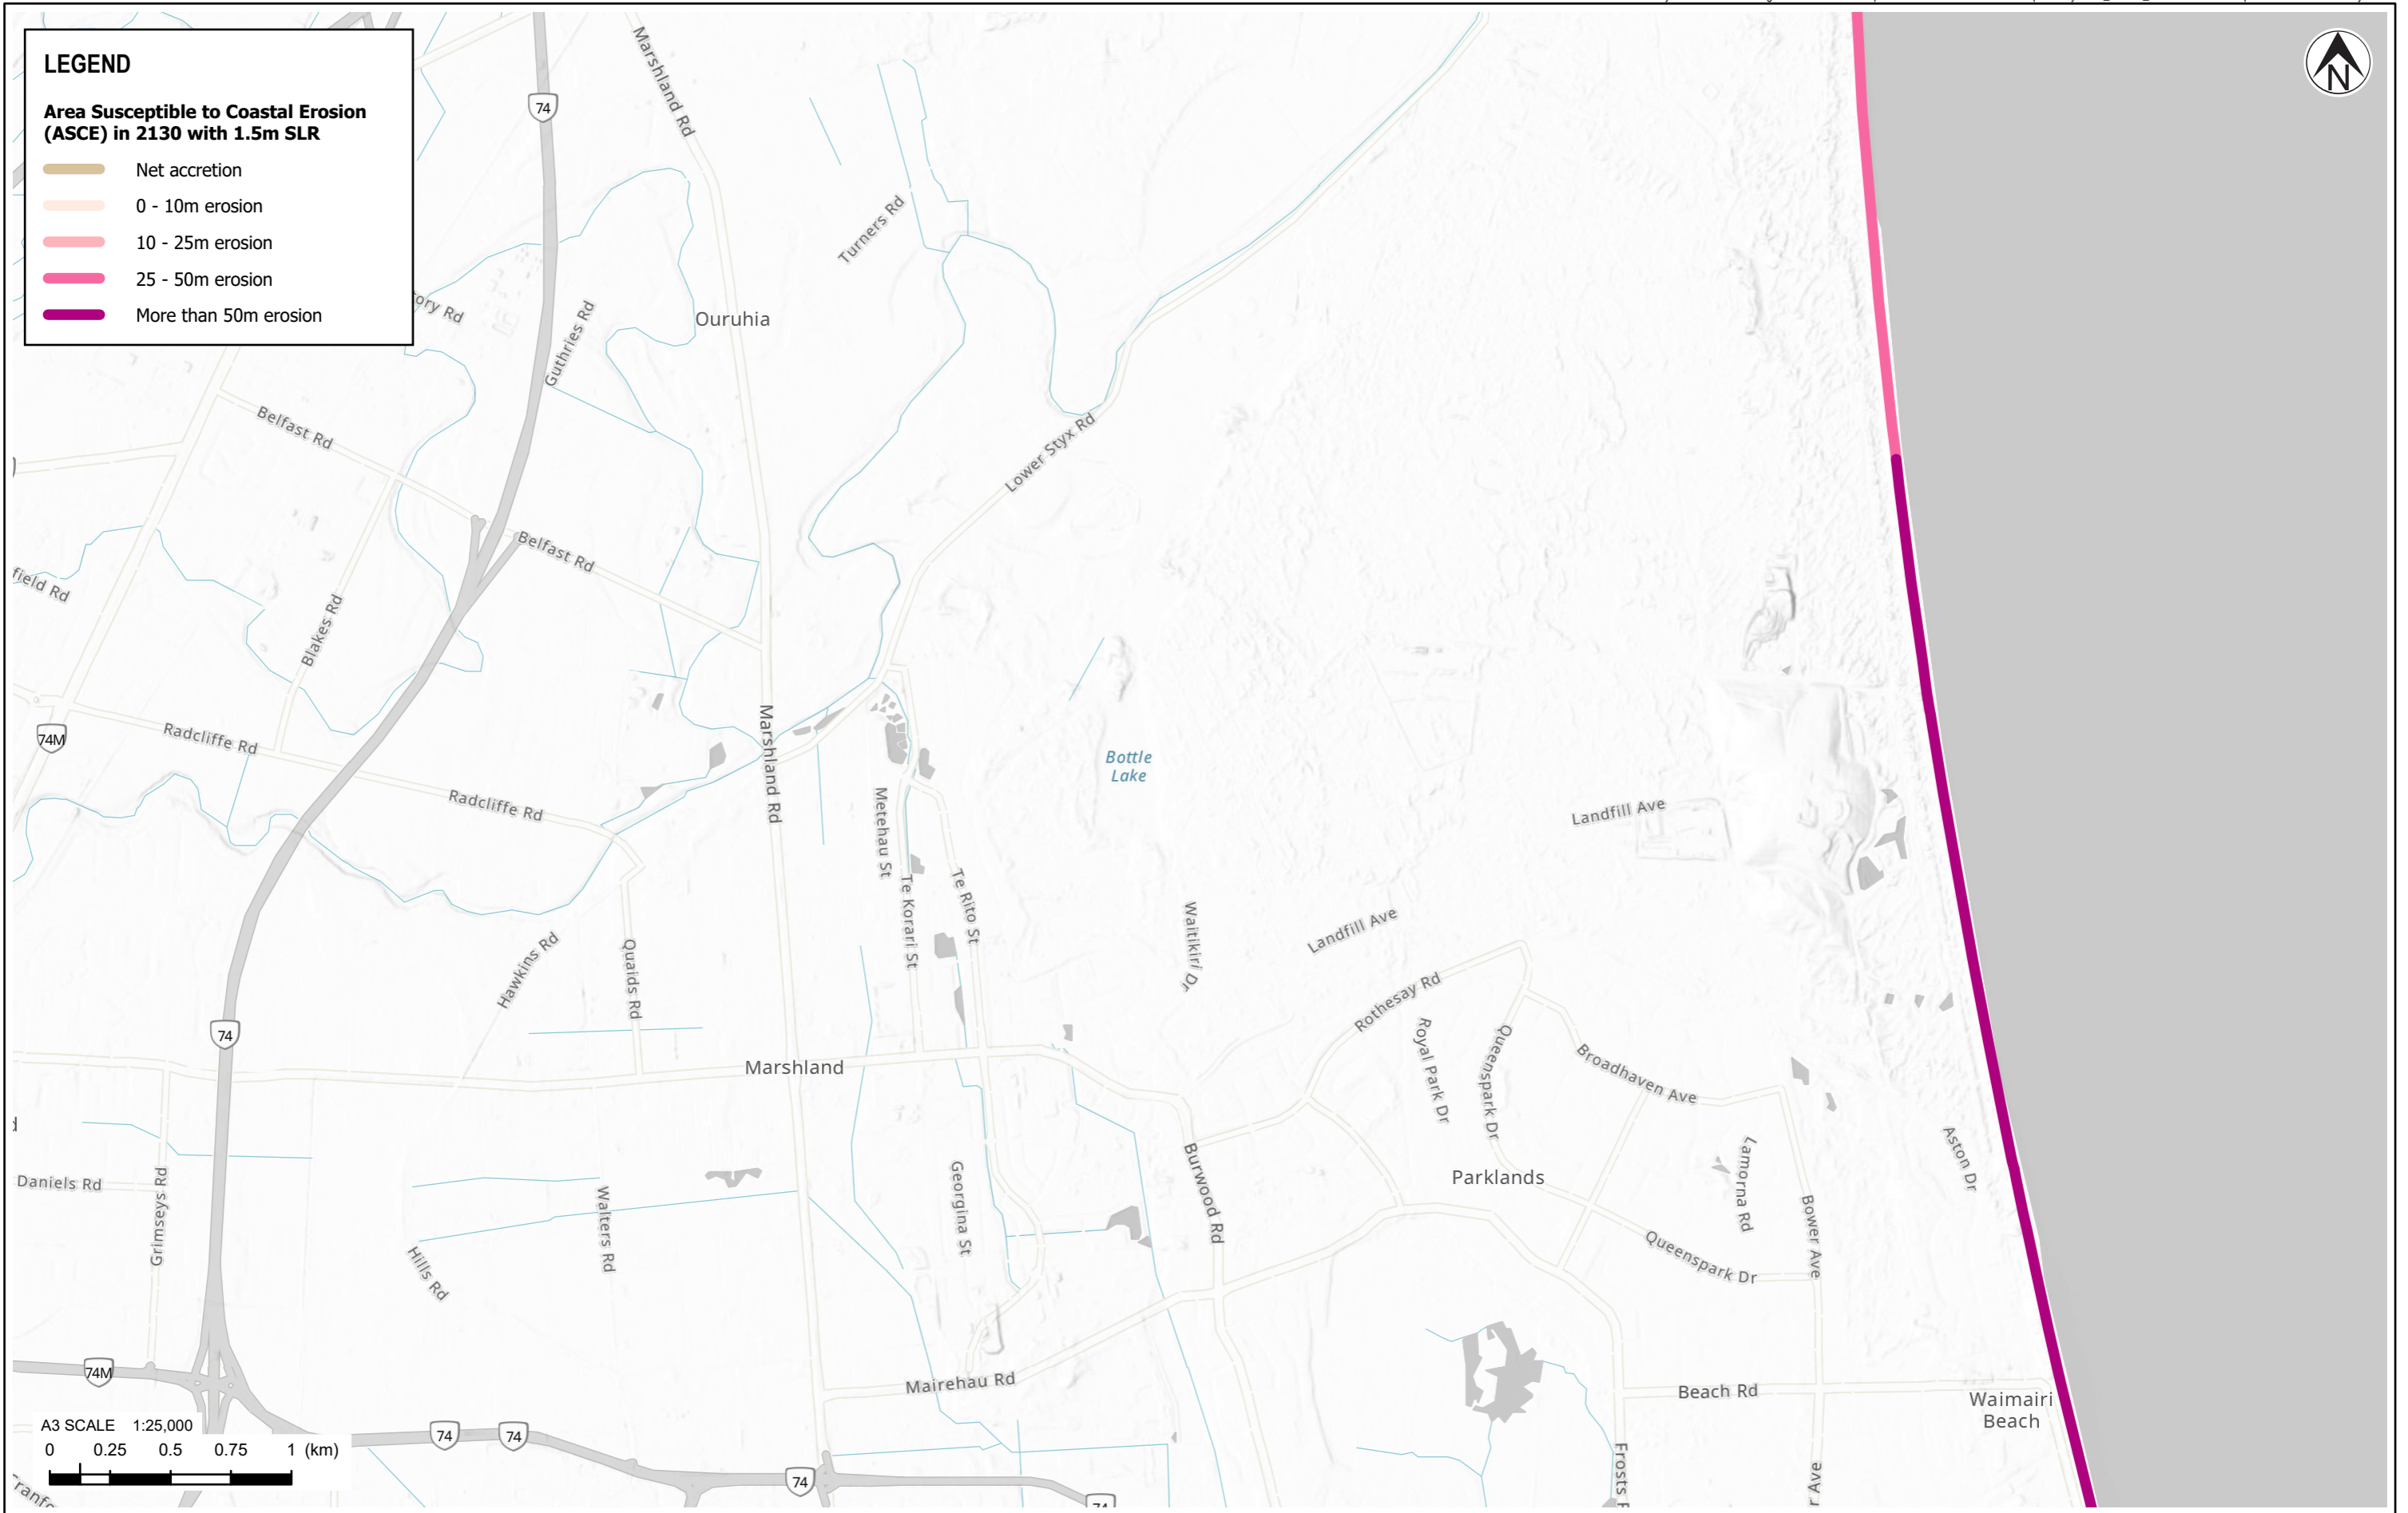 LEGEND
Area Susceptible to Coastal Erosion
(ASCE) in 2130 with 1.5m SLR
Net accretion
0 - 10m erosion
10 - 25m erosion
25 - 50m erosion
More than 50m erosion
N
74
Marshland Rd
Turners Rd
Ouruhia
Guthries Rd
Belfast Rd
Lower Styx Rd
Belfast Rd
Blakes Rd
74M
Radcliffe Rd
Marshland Rd
Radcliffe Rd
Bottle
Lake
Metehau St
Landfill Ave
Te Korari St
Te Rito St
Waitikiri Dr
Landfill Ave
Hawkins Rd
Quaids Rd
Rothesay Rd
Royal Park Dr
Queenspark Dr
74
Marshland
Broadhaven Ave
Aston Dr
Daniels Rd
Grimseys Rd
Walters Rd
Hills Rd
Georgina St
Burwood Rd
Parklands
Lamorna Rd
Bower Ave
Queenspark Dr
74M
Mairehau Rd
Beach Rd
Waimairi
Beach
74
74
74
74
Frosts
A3 SCALE 1:25,000
0 0.25 0.5 0.75 1 (km)